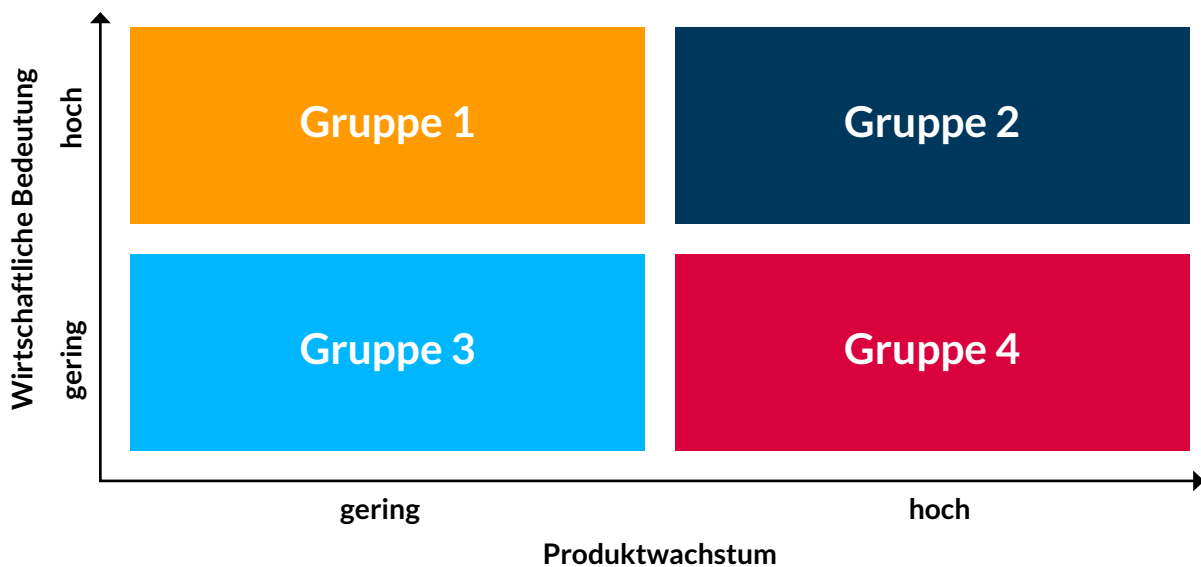 Wirtschaftliche Bedeutung
hoch
Gruppe 1
Gruppe 2
gering
Gruppe 3
Gruppe 4
gering
hoch
Produktwachstum